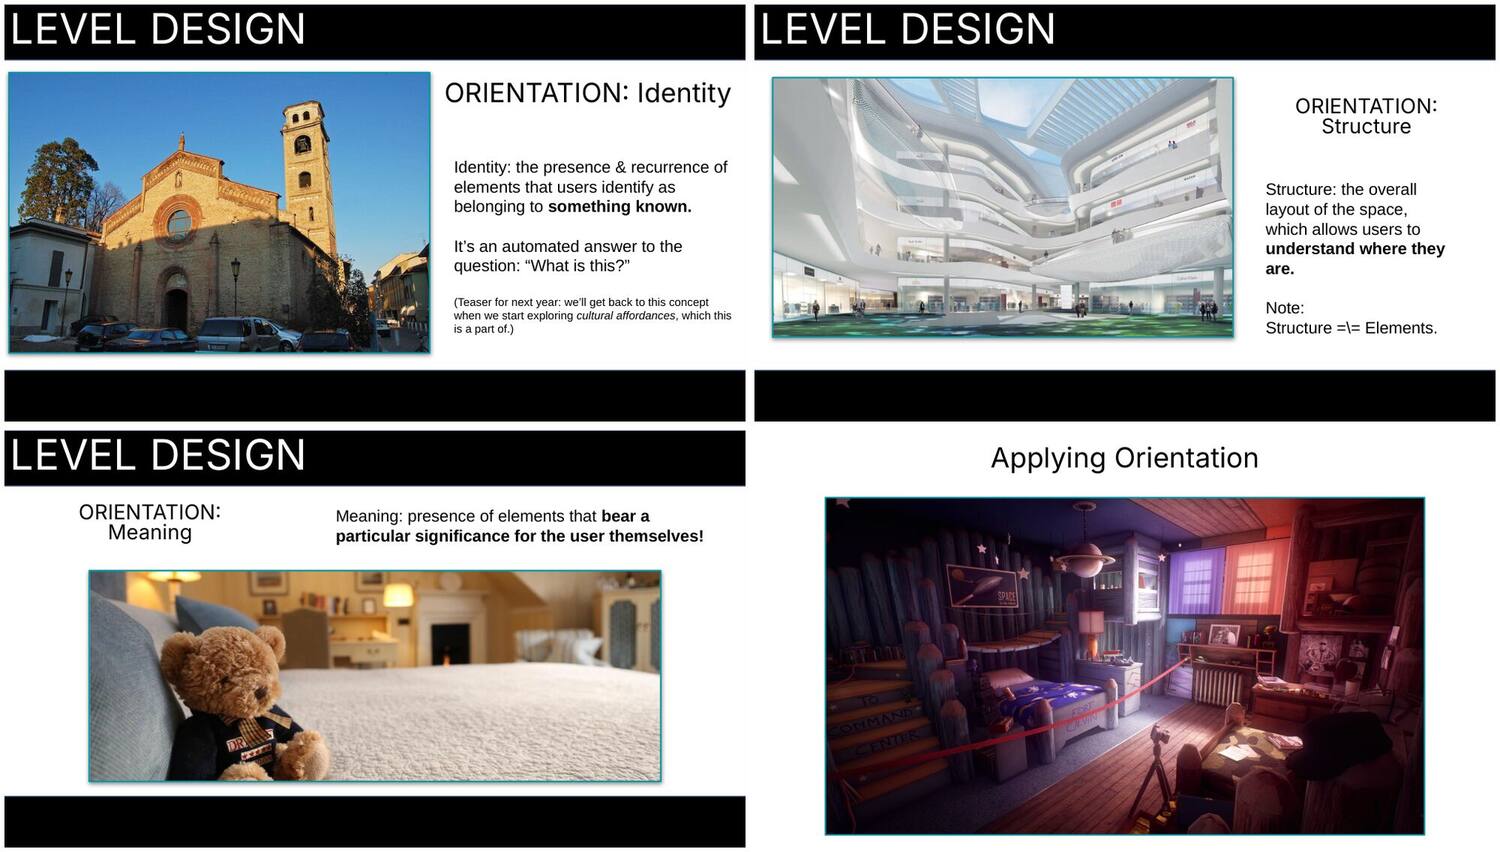 LEVEL DESIGN
ORIENTATION: Identity
Identity: the presence & recurrence of
elements that users identify as
belonging to something known.
It’s an automated answer to the
question: “What is this?”
(Teaser for next year: we’ll get back to this concept
when we start exploring cultural affordances, which this
is a part of.)
LEVEL DESIGN
ORIENTATION:
Structure
Structure: the overall
layout of the space,
which allows users to
understand where they
are.
Note:
Structure =\= Elements.
LEVEL DESIGN
ORIENTATION:
Meaning
Meaning: presence of elements that bear a
particular significance for the user themselves!
Applying Orientation
SPACE
TO
COMMAND
CENTER
FORT
CALVIN